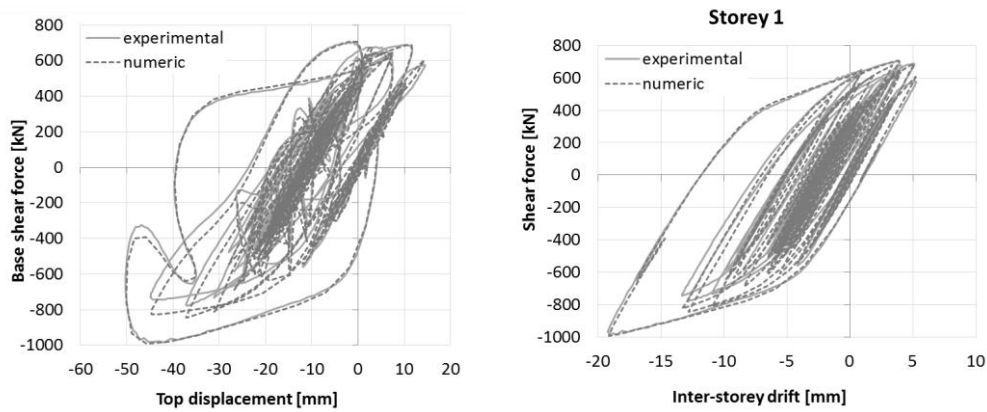 800
600
400
200
0
-200
-400
-600
-800
-1000
Base shear force [kN]
experimental
numeric
-60 -50 -40 -30 -20 -10 0 10 20
Top displacement [mm]
Storey 1
800
600
400
200
0
-200
-400
-600
-800
-1000
Shear force [kN]
experimental
numeric
-20 -15 -10 -5 0 5 10
Inter-storey drift [mm]